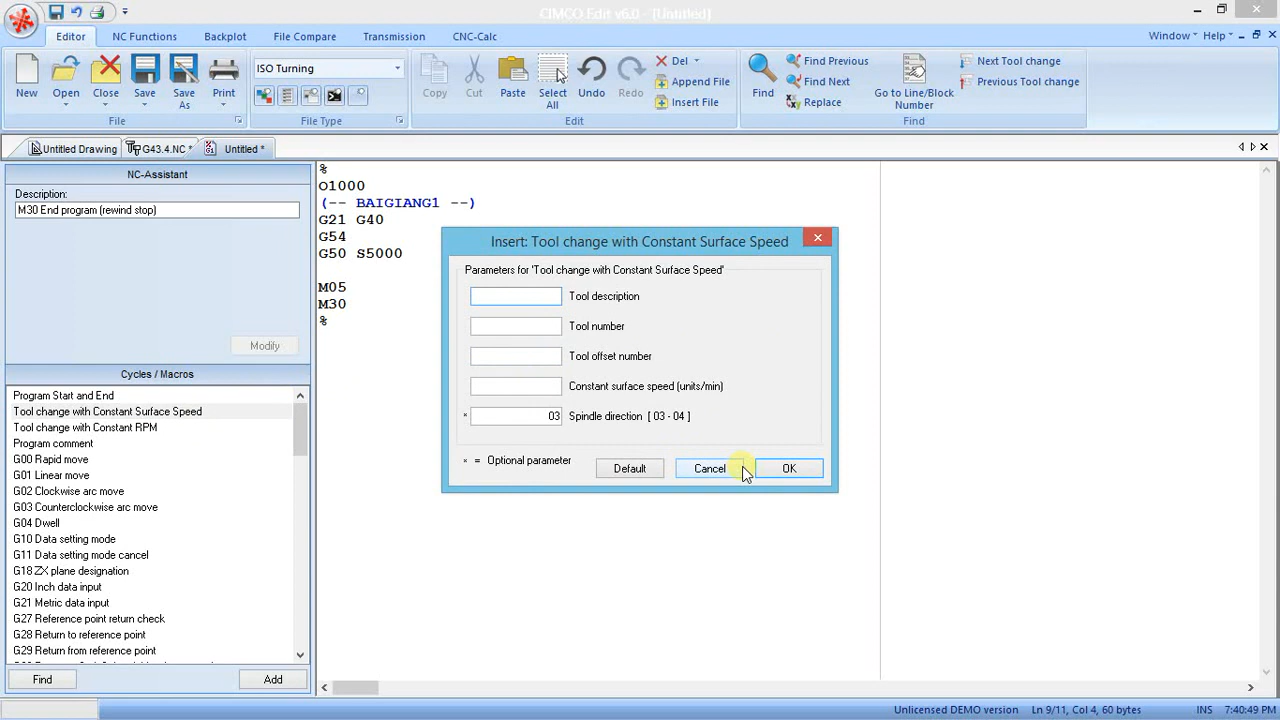 CIMCO Edit v6.0 - [Untitled]
Editor
NC Functions
Backplot
File Compare
Transmission
CNC-Calc
Window
Help
New
Open
Close
Save
Save As
Print
File
ISO Turning
File Type
Copy
Cut
Paste
Select All
Undo
Redo
Del
Append File
Insert File
Edit
Find
Find Previous
Find Next
Replace
Go to Line/Block Number
Next Tool change
Previous Tool change
Find
Untitled Drawing
G43.4.NC *
Untitled *
NC-Assistant
Description:
M30 End program (rewind stop)
Modify
Cycles / Macros
Program Start and End
Tool change with Constant Surface Speed
Tool change with Constant RPM
Program comment
G00 Rapid move
G01 Linear move
G02 Clockwise arc move
G03 Counterclockwise arc move
G04 Dwell
G10 Data setting mode
G11 Data setting mode cancel
G18 ZX plane designation
G20 Inch data input
G21 Metric data input
G27 Reference point return check
G28 Return to reference point
G29 Return from reference point
Find
Add
%
O1000
(-- BAIGIANG1 --)
G21 G40
G54
G50 S5000
M05
M30
%
Insert: Tool change with Constant Surface Speed
Parameters for 'Tool change with Constant Surface Speed'
Tool description
Tool number
Tool offset number
Constant surface speed (units/min)
* 03 Spindle direction [ 03 - 04 ]
* = Optional parameter
Default
Cancel
OK
Unlicensed DEMO version
Ln 9/11, Col 4, 60 bytes
INS
7:40:49 PM